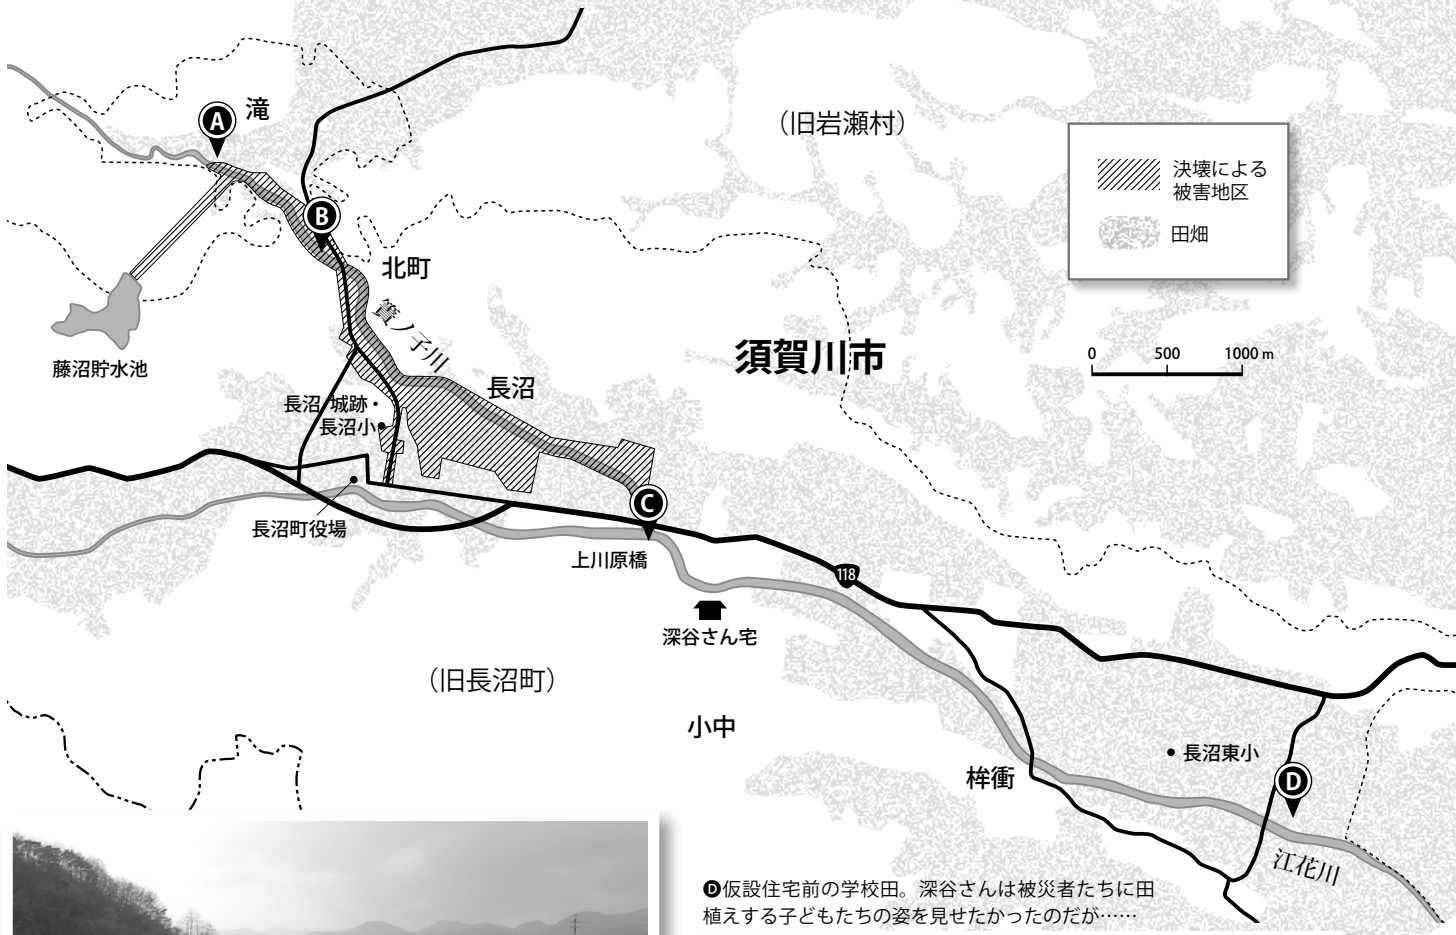 A
滝
(旧岩瀬村)
決壊による
被害地区
田畑
B
北町
簀ノ子川
須賀川市
0 500 1000 m
藤沼貯水池
長沼
長沼城跡・
長沼小
C
長沼町役場
上川原橋
118
深谷さん宅
(旧長沼町)
小中
桙衝
長沼東小
D
江花川
D仮設住宅前の学校田。深谷さんは被災者たちに田
植えする子どもたちの姿を見せたかったのだが……